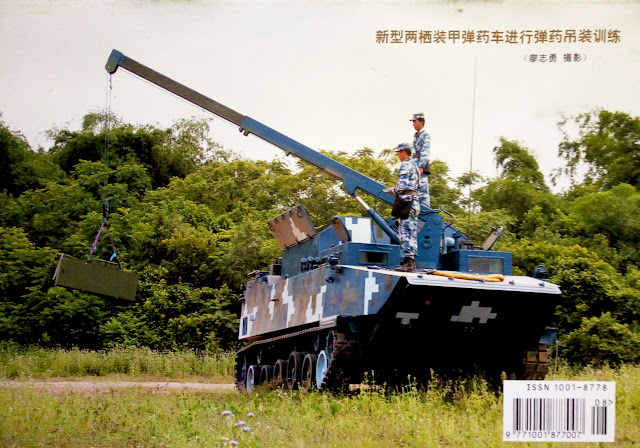 新型两栖装甲弹药车进行弹药吊装训练
(廖志勇 摄影)
ISSN 1001-8778
08>
9 771001 877007